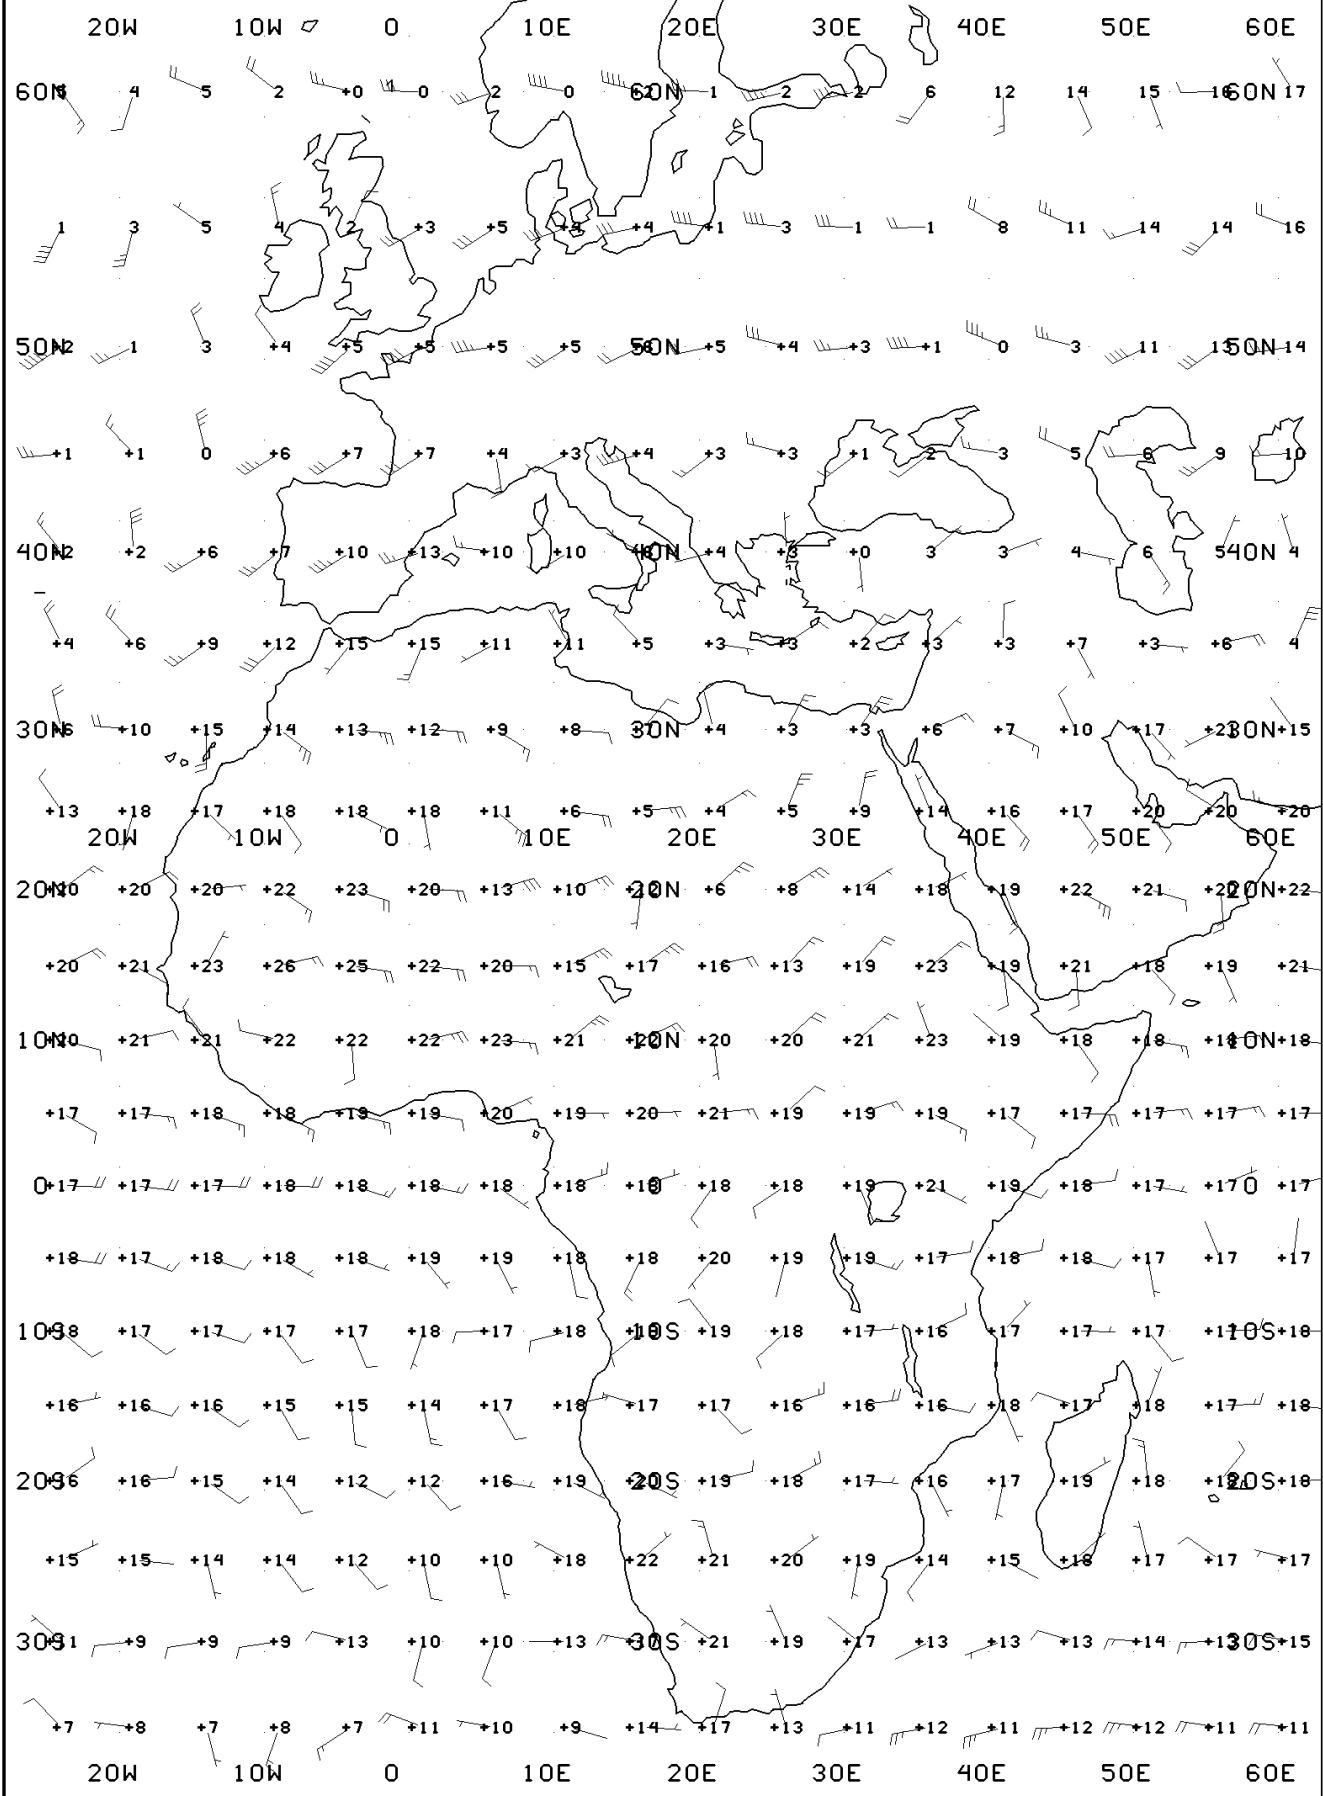 20W 10W 0 10E 20E 30E 40E 50E 60E
60N 4 5 2 +0 1 0 2 0 60N 1 2 2 6 12 14 15 60N 17
1 3 5 4 2 +3 +5 +4 +4 +1 3 1 1 8 11 14 14 16
50N 1 3 +4 +5 +5 +5 +5 50N +5 +4 +3 +1 0 3 11 50N 14
+1 +1 0 +6 +7 +7 +4 +3 +4 +3 +3 +1 2 3 5 6 9 10
40N +2 +6 +7 +10 +13 +10 +10 40N +4 +3 +0 3 3 4 6 5 40N 4
+4 +6 +9 +12 +15 +15 +11 +11 +5 +3 +3 +2 +3 +3 +7 +3 +6 4
30N +10 +15 +14 +13 +12 +9 +8 30N +4 +3 +3 +6 +7 +10 +17 30N +15
+13 +18 +17 +18 +18 +18 +11 +6 +5 +4 +5 +9 +14 +16 +17 +20 +20 +20
20W 10W 0 10E 20E 30E 40E 50E 60E
20N +20 +20 +22 +23 +20 +13 +10 20N +6 +8 +14 +18 +19 +22 +21 20N +22
+20 +21 +23 +26 +25 +22 +20 +15 +17 +16 +13 +19 +23 +19 +21 +18 +19 +21
10N +21 +21 +22 +22 +22 +23 +21 10N +20 +20 +21 +23 +19 +18 +18 10N +18
+17 +17 +18 +18 +19 +19 +20 +19 +20 +21 +19 +19 +19 +17 +17 +17 +17 +17
0 +17 +17 +17 +18 +18 +18 +18 +18 0 +18 +18 +19 +21 +19 +18 +17 +17 0 +17
+18 +17 +18 +18 +18 +19 +19 +18 +18 +20 +19 +19 +17 +18 +18 +17 +17 +17
10S +17 +17 +17 +17 +18 +17 +18 10S +19 +18 +17 +16 +17 +17 +17 10S +18
+16 +16 +16 +15 +15 +14 +17 +18 +17 +17 +16 +16 +16 +18 +17 +18 +17 +18
20S +16 +15 +14 +12 +12 +16 +19 20S +19 +18 +17 +16 +17 +19 +18 20S +18
+15 +15 +14 +14 +12 +10 +10 +18 +22 +21 +20 +19 +14 +15 +18 +17 +17 +17
30S +9 +9 +9 +13 +10 +10 +13 30S +21 +19 +17 +13 +13 +13 +14 30S +15
+7 +8 +7 +8 +7 +11 +10 +9 +14 +17 +13 +11 +12 +11 +12 +12 +11 +11
20W 10W 0 10E 20E 30E 40E 50E 60E